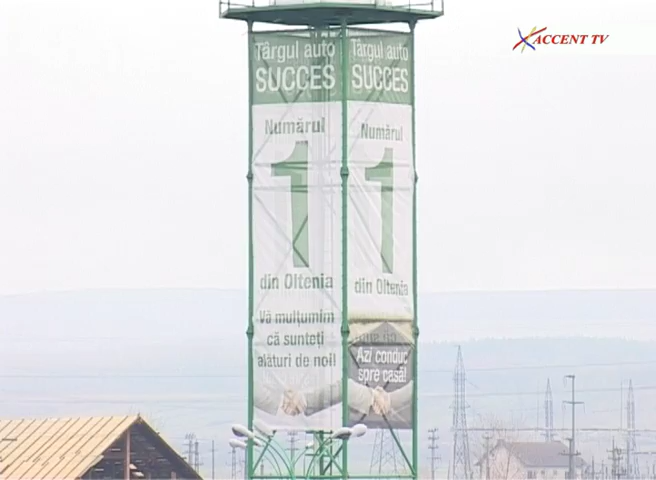 ACCENT TV
Târgul auto
SUCCES
Numărul
1
din Oltenia
Vă mulțumim
că sunteți
alături de noi!
Târgul auto
SUCCES
Numărul
1
din Oltenia
Azi conduc
spre casă!